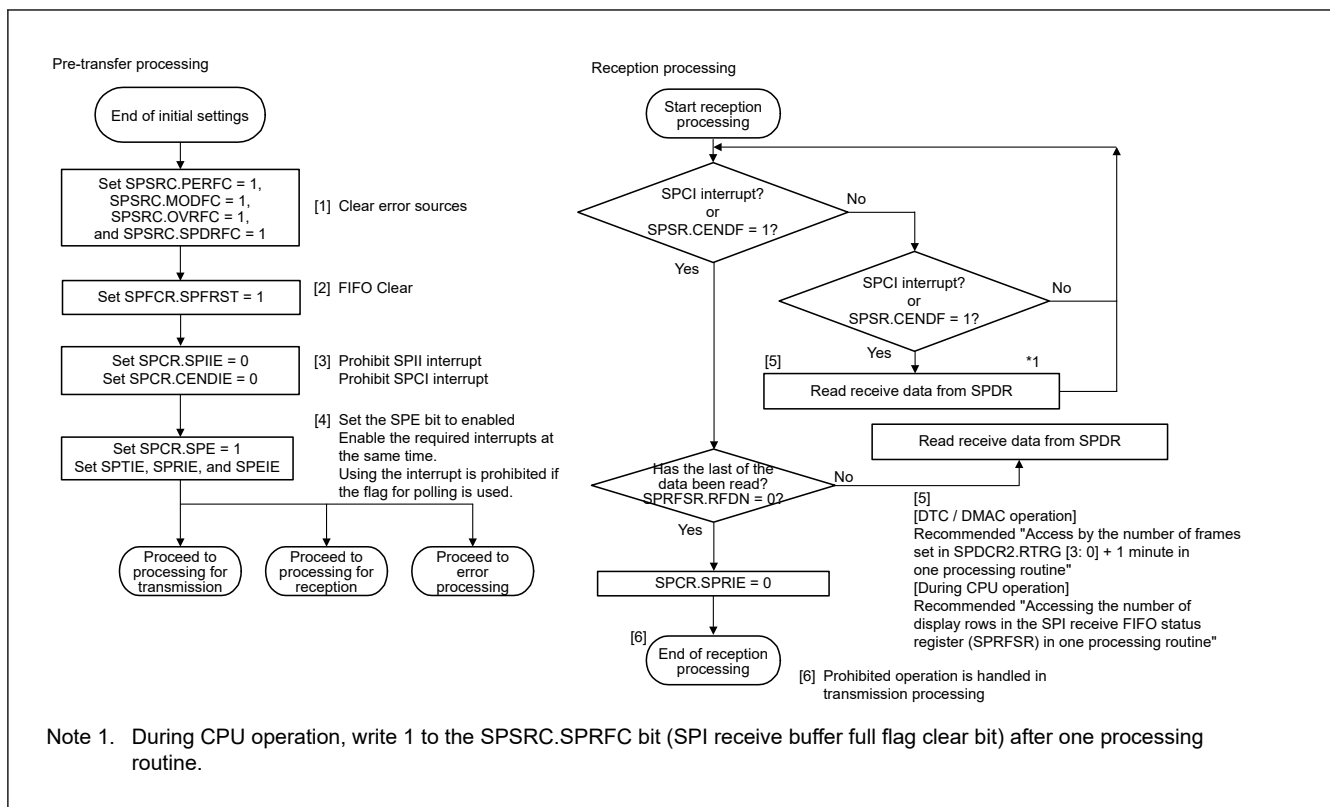 Pre-transfer processing
End of initial settings
Set SPSRC.PERFC = 1,
SPSRC.MODFC = 1,
SPSRC.OVRFC = 1,
and SPSRC.SPDRFC = 1
[1] Clear error sources
Set SPFCR.SPFRST = 1
[2] FIFO Clear
Set SPCR.SPIIE = 0
Set SPCR.CENDIE = 0
[3] Prohibit SPII interrupt
Prohibit SPCI interrupt
Set SPCR.SPE = 1
Set SPTIE, SPRIE, and SPEIE
[4] Set the SPE bit to enabled
Enable the required interrupts at
the same time.
Using the interrupt is prohibited if
the flag for polling is used.
Proceed to
processing for
transmission
Proceed to
processing for
reception
Proceed to
error
processing
Reception processing
Start reception
processing
SPCI interrupt?
or
SPSR.CENDF = 1?
No
Yes
SPCI interrupt?
or
SPSR.CENDF = 1?
No
Yes
[5]
*1
Read receive data from SPDR
Read receive data from SPDR
Has the last of the
data been read?
SPRFSR.RFDN = 0?
No
Yes
[5]
[DTC / DMAC operation]
Recommended "Access by the number of frames
set in SPDCR2.RTRG [3: 0] + 1 minute in
one processing routine"
[During CPU operation]
Recommended "Accessing the number of
display rows in the SPI receive FIFO status
register (SPRFSR) in one processing routine"
SPCR.SPRIE = 0
[6]
End of reception
processing
[6] Prohibited operation is handled in
transmission processing
Note 1. During CPU operation, write 1 to the SPSRC.SPRFC bit (SPI receive buffer full flag clear bit) after one processing
routine.